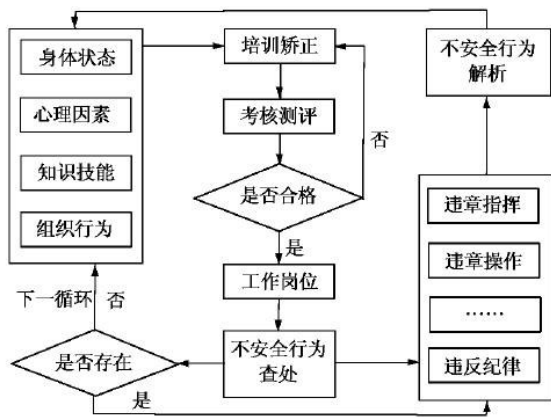 身体状态
心理因素
知识技能
组织行为
培训矫正
考核测评
是否合格
否
是
工作岗位
不安全行为
查处
不安全行为
解析
违章指挥
违章操作
……
违反纪律
下一循环
否
是否存在
是